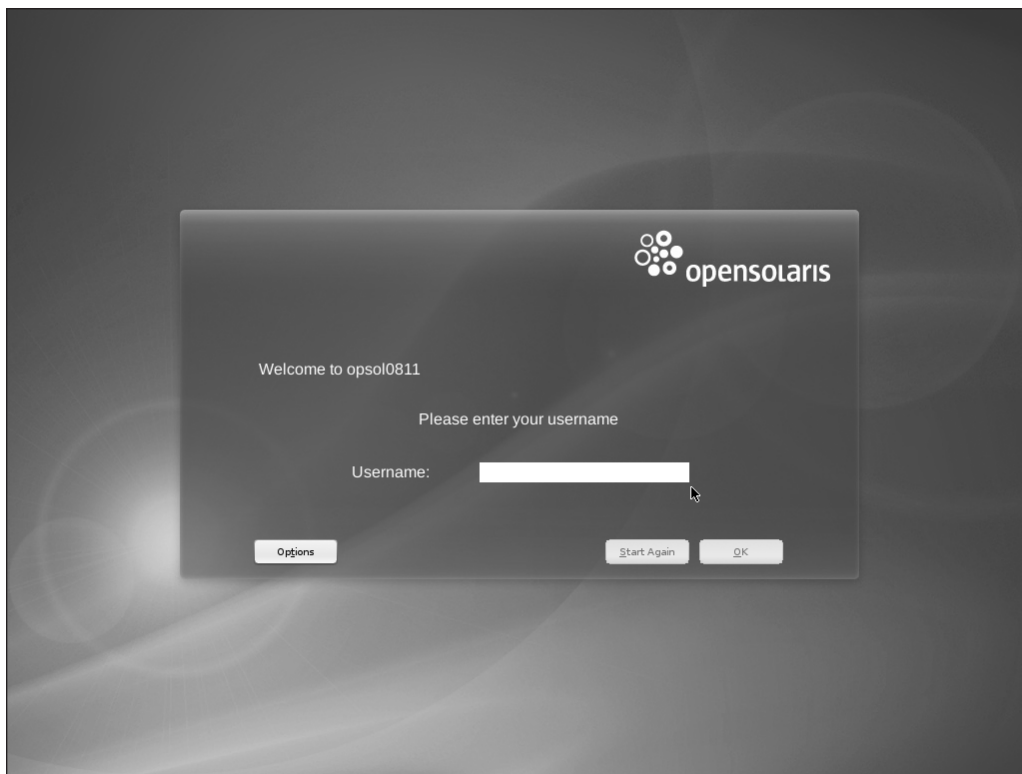 opensolaris
Welcome to opsol0811
Please enter your username
Username:
Options
Start Again
OK